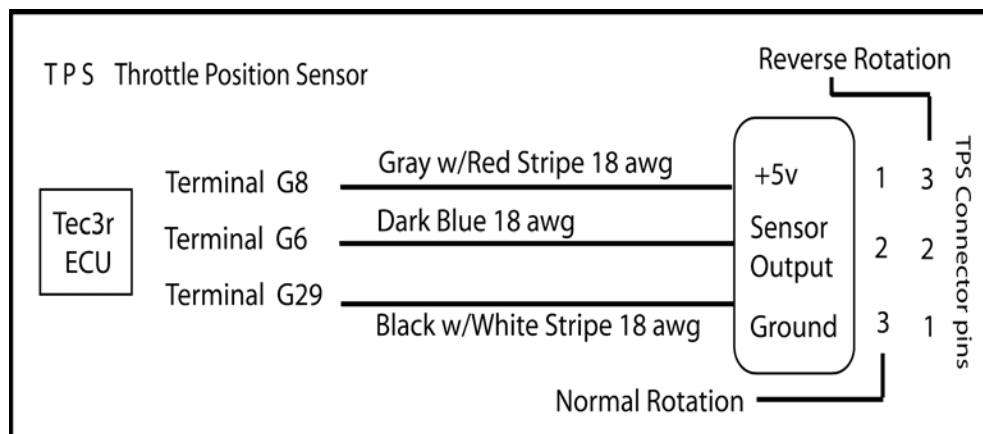 Reverse Rotation
T P S Throttle Position Sensor
Tec3r
ECU
Terminal G8
Gray w/Red Stripe 18 awg
+5v
1 3
Terminal G6
Dark Blue 18 awg
Sensor
Output
2 2
Terminal G29
Black w/White Stripe 18 awg
Ground
3 1
TPS Connector pins
Normal Rotation